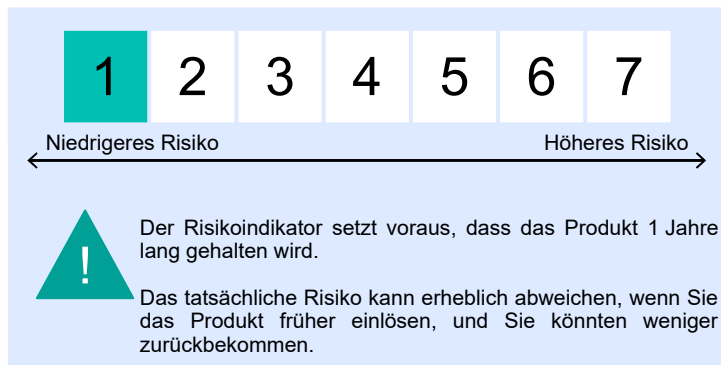 1 2 3 4 5 6 7
Niedrigeres Risiko Höheres Risiko
Der Risikoindikator setzt voraus, dass das Produkt 1 Jahre
lang gehalten wird.
!
Das tatsächliche Risiko kann erheblich abweichen, wenn Sie
das Produkt früher einlösen, und Sie könnten weniger
zurückbekommen.